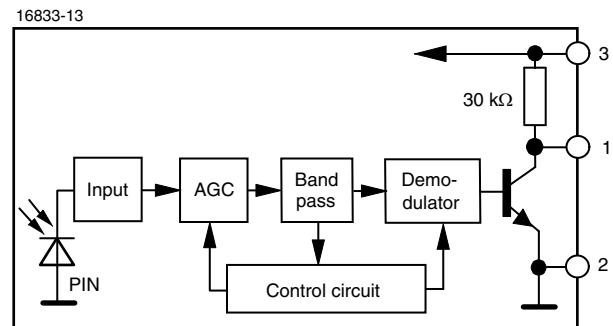 16833-13
3
30 kΩ
1
Input
AGC
Band
pass
Demo-
dulator
2
PIN
Control circuit